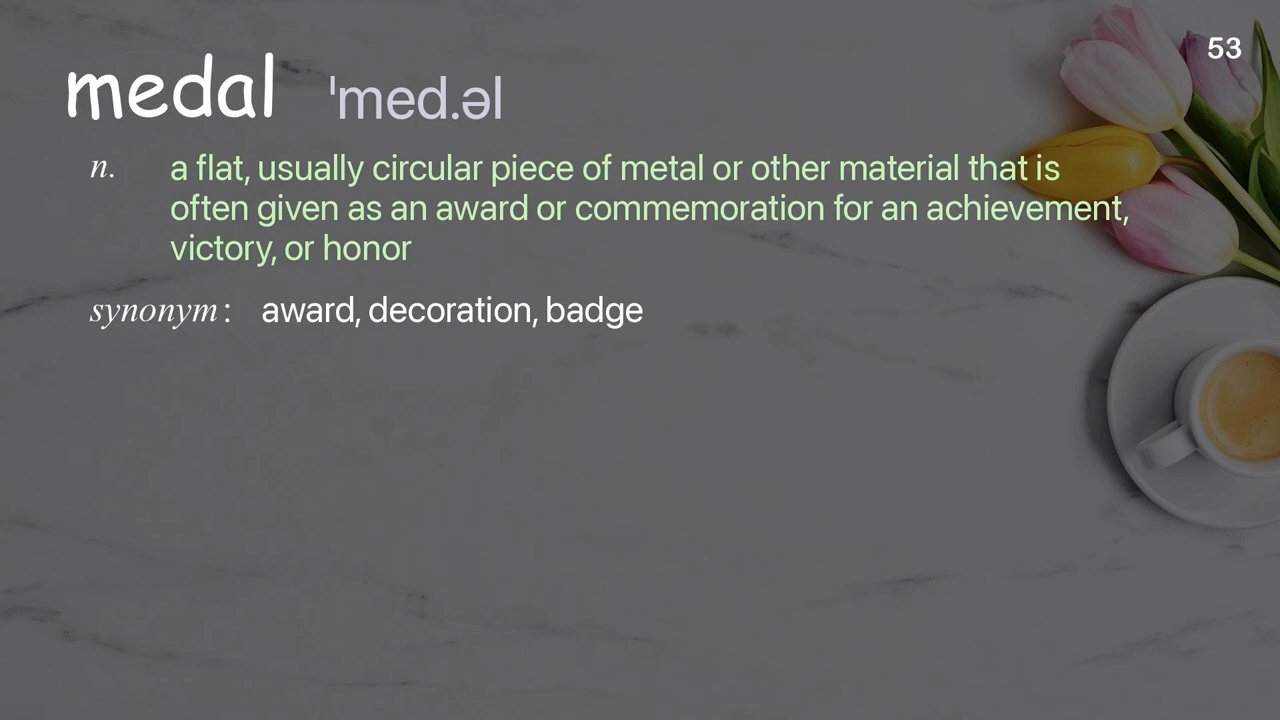 53
medal ˈmed.əl
n. a flat, usually circular piece of metal or other material that is
often given as an award or commemoration for an achievement,
victory, or honor
synonym: award, decoration, badge